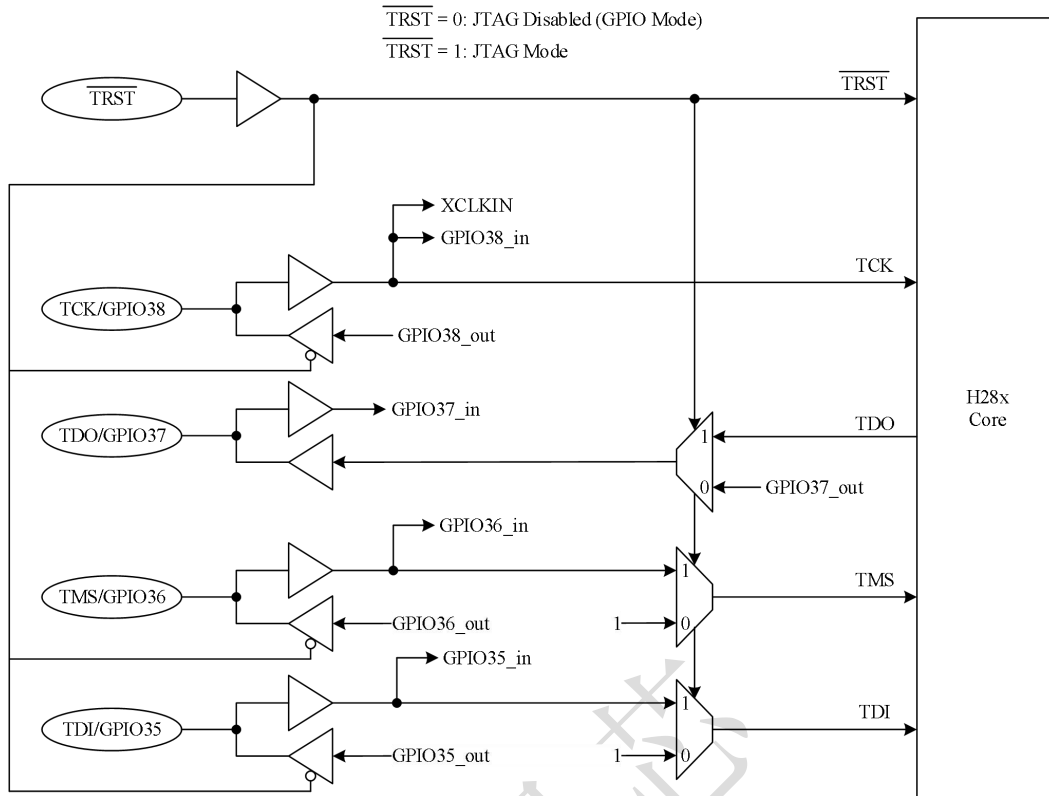 TRST = 0: JTAG Disabled (GPIO Mode)
TRST = 1: JTAG Mode
TRST
TRST
XCLKIN
GPIO38_in
TCK
TCK/GPIO38
GPIO38_out
H28x
Core
GPIO37_in
TDO
TDO/GPIO37
1
0
GPIO37_out
GPIO36_in
1
TMS
TMS/GPIO36
GPIO36_out
1
0
GPIO35_in
1
TDI
TDI/GPIO35
GPIO35_out
1
0